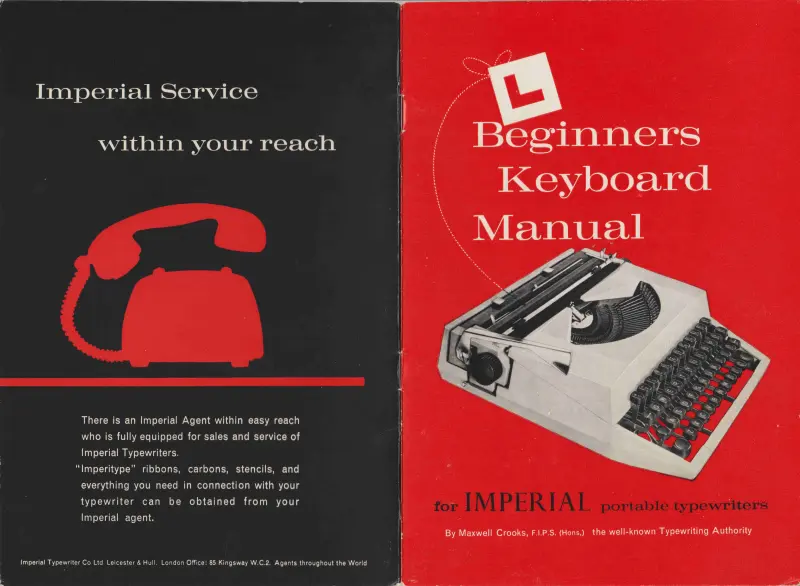 Imperial Service
within your reach
There is an Imperial Agent within easy reach
who is fully equipped for sales and service of
Imperial Typewriters.
“Imperitype” ribbons, carbons, stencils, and
everything you need in connection with your
typewriter can be obtained from your
Imperial agent.
Imperial Typewriter Co Ltd Leicester & Hull. London Office: 85 Kingsway W.C.2. Agents throughout the World
L
Beginners
Keyboard
Manual
for IMPERIAL portable typewriters
By Maxwell Crooks, F.I.P.S. (Hons,) the well-known Typewriting Authority